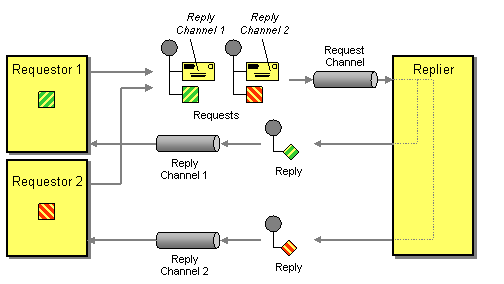 Reply
Channel 1
Reply
Channel 2
Request
Channel
Requestor 1
Replier
Requests
Reply
Channel 1
Reply
Requestor 2
Reply
Channel 2
Reply